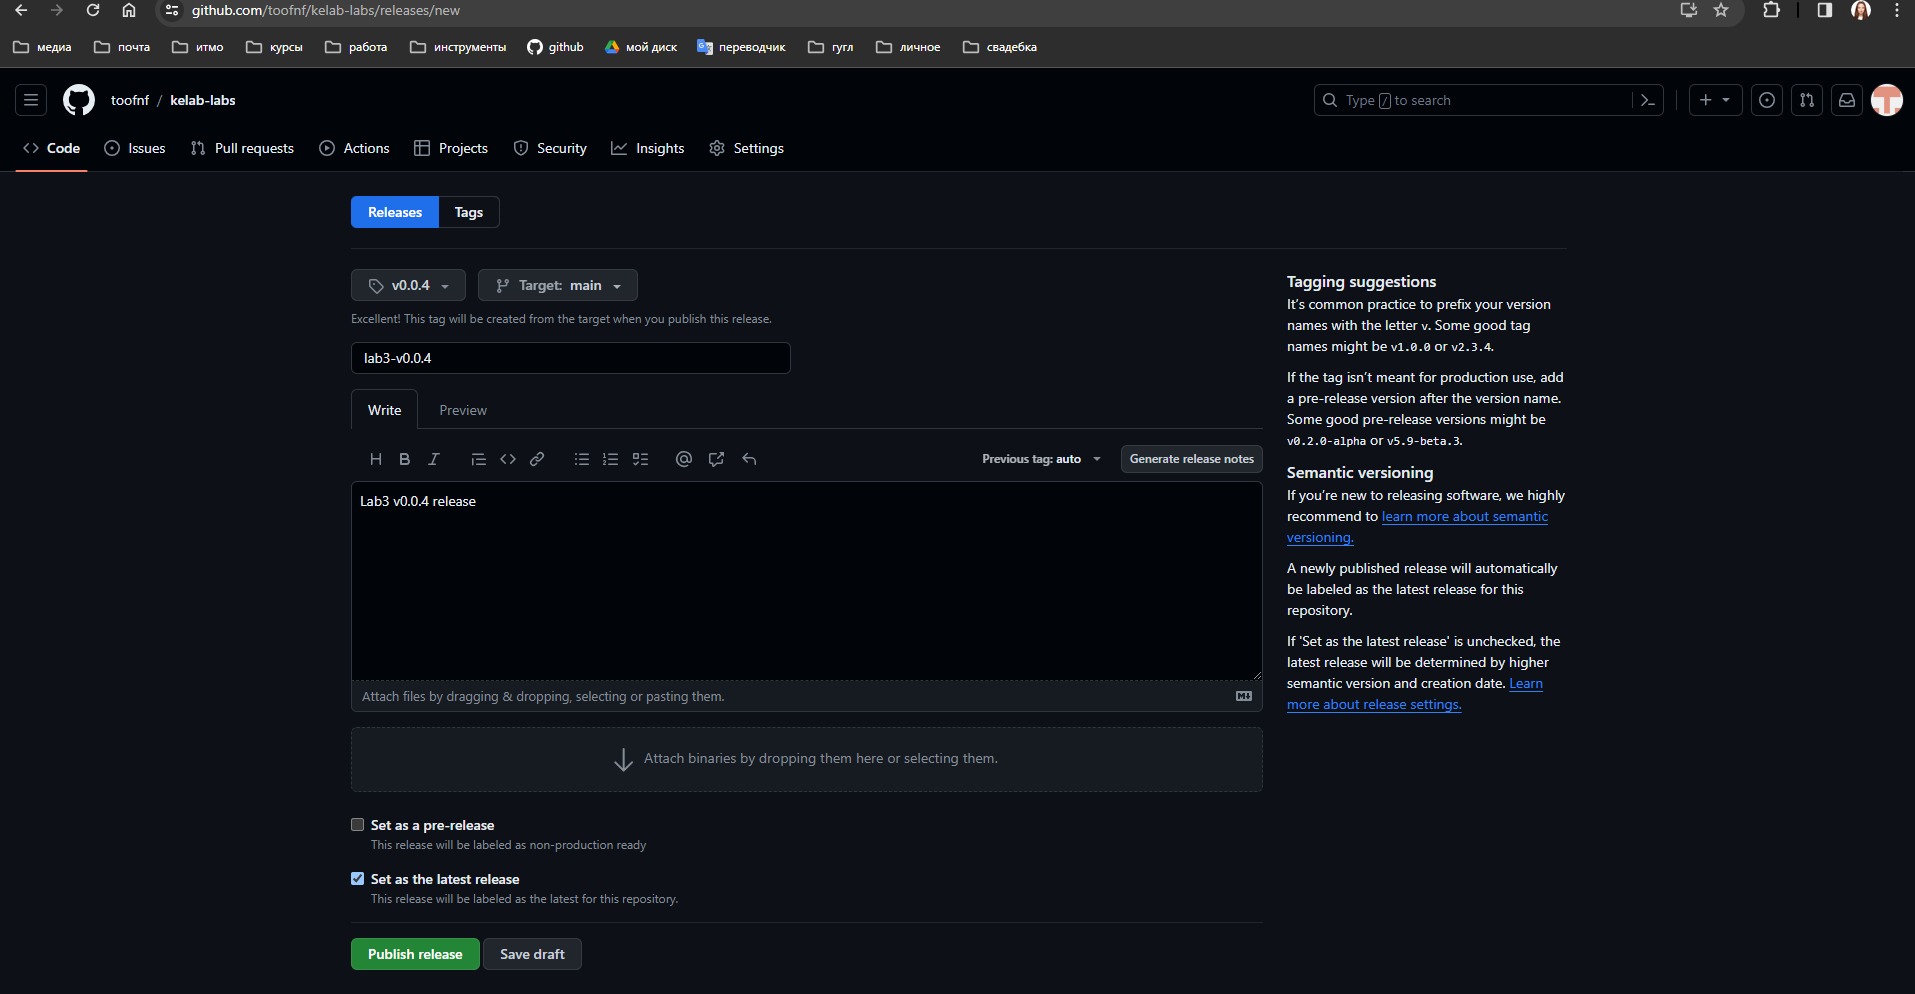 github.com/toofnf/kelab-labs/releases/new
медиа почта итмо курсы работа инструменты github мой диск переводчик гугл личное свадебка
toofnf / kelab-labs
Type / to search
Code Issues Pull requests Actions Projects Security Insights Settings
Releases Tags
v0.0.4 Target: main
Excellent! This tag will be created from the target when you publish this release.
lab3-v0.0.4
Write Preview
H B I
Previous tag: auto Generate release notes
Lab3 v0.0.4 release
Attach files by dragging & dropping, selecting or pasting them.
Attach binaries by dropping them here or selecting them.
Set as a pre-release
This release will be labeled as non-production ready
Set as the latest release
This release will be labeled as the latest for this repository.
Publish release Save draft
Tagging suggestions
It’s common practice to prefix your version
names with the letter v. Some good tag
names might be v1.0.0 or v2.3.4.
If the tag isn’t meant for production use, add
a pre-release version after the version name.
Some good pre-release versions might be
v0.2.0-alpha or v5.9-beta.3.
Semantic versioning
If you’re new to releasing software, we highly
recommend to learn more about semantic
versioning.
A newly published release will automatically
be labeled as the latest release for this
repository.
If 'Set as the latest release' is unchecked, the
latest release will be determined by higher
semantic version and creation date. Learn
more about release settings.